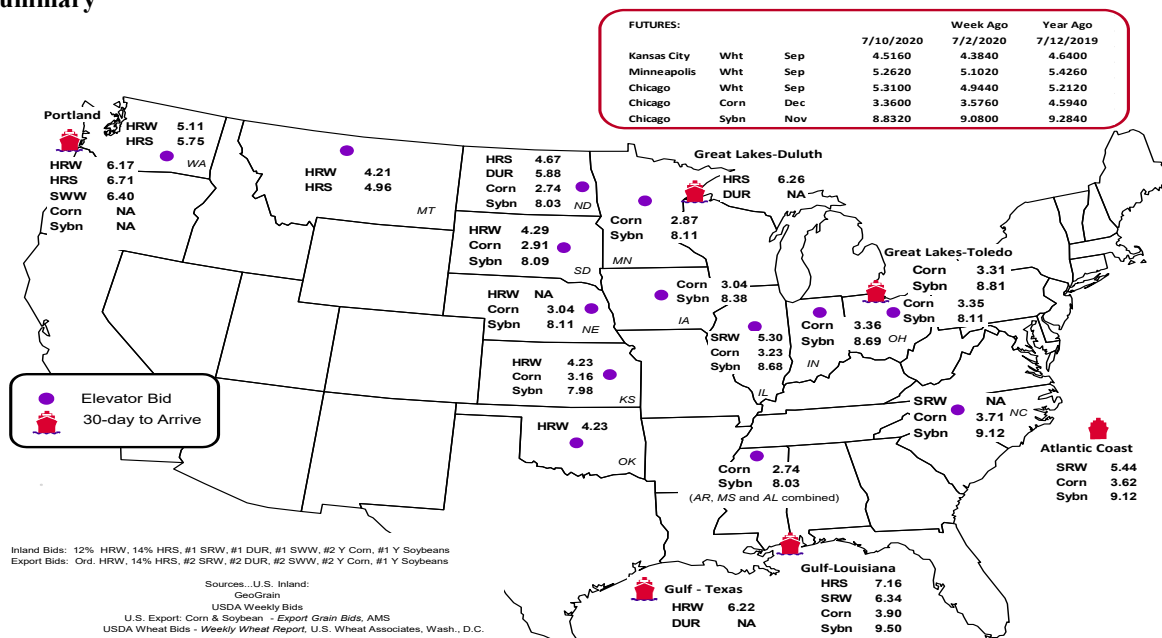 ummary
FUTURES: Week Ago Year Ago
7/10/2020 7/2/2020 7/12/2019
Kansas City Wht Sep 4.5160 4.3840 4.6400
Minneapolis Wht Sep 5.2620 5.1020 5.4260
Chicago Wht Sep 5.3100 4.9440 5.2120
Chicago Corn Dec 3.3600 3.5760 4.5940
Chicago Sybn Nov 8.8320 9.0800 9.2840
Portland
HRW 5.11
HRS 5.75
WA
HRW 6.17
HRS 6.71
SWW 6.40
Corn NA
Sybn NA
HRW 4.21
HRS 4.96
MT
HRS 4.67
DUR 5.88
Corn 2.74
Sybn 8.03
ND
Great Lakes-Duluth
HRS 6.26
DUR NA
Corn 2.87
Sybn 8.11
MN
HRW 4.29
Corn 2.91
Sybn 8.09
SD
Great Lakes-Toledo
Corn 3.31
Sybn 8.81
Corn 3.35
Sybn 8.11
OH
HRW NA
Corn 3.04
Sybn 8.11
NE
Corn 3.04
Sybn 8.38
IA
SRW 5.30
Corn 3.23
Sybn 8.68
IL
Corn 3.36
Sybn 8.69
IN
HRW 4.23
Corn 3.16
Sybn 7.98
KS
Elevator Bid
30-day to Arrive
HRW 4.23
OK
SRW NA
Corn 3.71
Sybn 9.12
NC
Atlantic Coast
SRW 5.44
Corn 3.62
Sybn 9.12
Corn 2.74
Sybn 8.03
(AR, MS and AL combined)
Inland Bids: 12% HRW, 14% HRS, #1 SRW, #1 DUR, #1 SWW, #2 Y Corn, #1 Y Soybeans
Export Bids: Ord. HRW, 14% HRS, #2 SRW, #2 DUR, #2 SWW, #2 Y Corn, #1 Y Soybeans
Gulf - Texas
HRW 6.22
DUR NA
Gulf-Louisiana
HRS 7.16
SRW 6.34
Corn 3.90
Sybn 9.50
Sources...U.S. Inland:
GeoGrain
USDA Weekly Bids
U.S. Export: Corn & Soybean - Export Grain Bids, AMS
USDA Wheat Bids - Weekly Wheat Report, U.S. Wheat Associates, Wash., D.C.